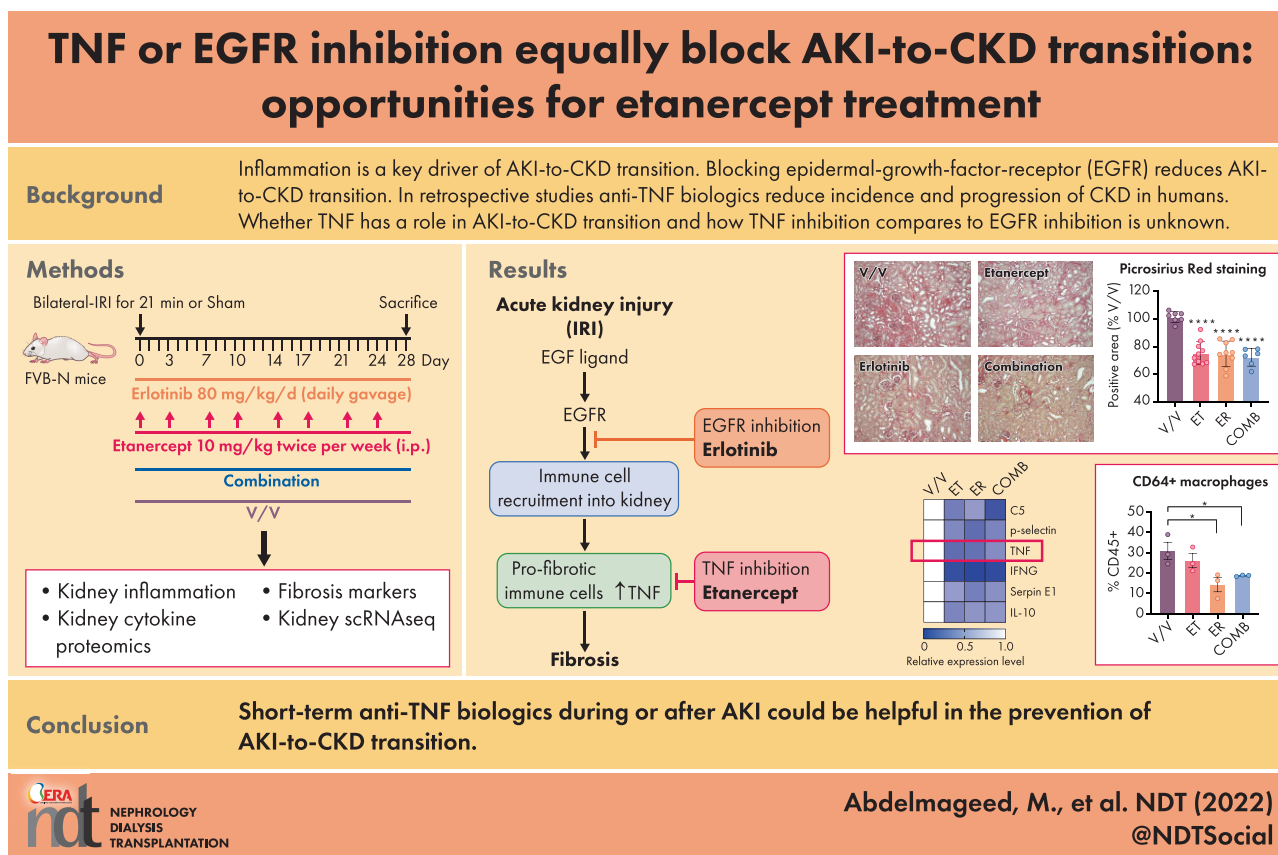 TNF or EGFR inhibition equally block AKI-to-CKD transition:
opportunities for etanercept treatment
Background
Inflammation is a key driver of AKI-to-CKD transition. Blocking epidermal-growth-factor-receptor (EGFR) reduces AKI-
to-CKD transition. In retrospective studies anti-TNF biologics reduce incidence and progression of CKD in humans.
Whether TNF has a role in AKI-to-CKD transition and how TNF inhibition compares to EGFR inhibition is unknown.
Methods
Bilateral-IRI for 21 min or Sham
Sacrifice
FVB-N mice
0 3 7 10 14 17 21 24 28 Day
Erlotinib 80 mg/kg/d (daily gavage)
Etanercept 10 mg/kg twice per week (i.p.)
Combination
V/V
• Kidney inflammation
• Kidney cytokine
proteomics
• Fibrosis markers
• Kidney scRNAseq
Results
Acute kidney injury
(IRI)
EGF ligand
EGFR
EGFR inhibition
Erlotinib
Immune cell
recruitment into kidney
Pro-fibrotic
immune cells ↑TNF
TNF inhibition
Etanercept
Fibrosis
V/V
Etanercept
Erlotinib
Combination
Picrosirius Red staining
Positive area (% V/V)
120
100
80
60
40
****
****
****
V/V
ET
ER
COMB
V/V
ET
ER
COMB
C5
p-selectin
TNF
IFNG
Serpin E1
IL-10
0 0.5 1.0
Relative expression level
CD64+ macrophages
% CD45+
50
40
30
20
10
0
*
*
V/V
ET
ER
COMB
Conclusion
Short-term anti-TNF biologics during or after AKI could be helpful in the prevention of
AKI-to-CKD transition.
ERA
ndt
NEPHROLOGY
DIALYSIS
TRANSPLANTATION
Abdelmageed, M., et al. NDT (2022)
@NDTSocial